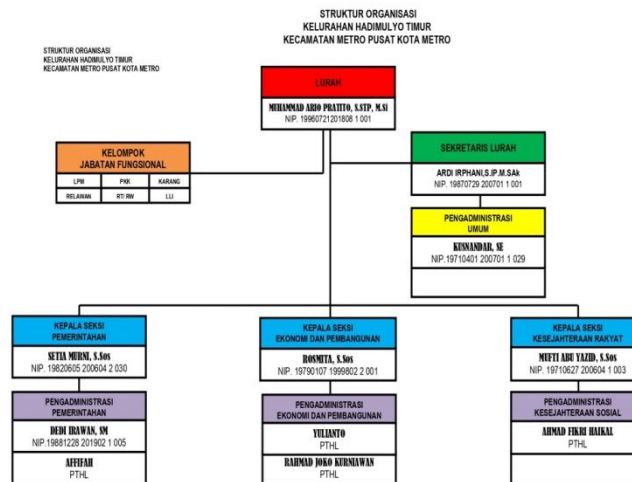 STRUKTUR ORGANISASI
KELURAHAN HADIMULYO TIMUR
KECAMATAN METRO PUSAT KOTA METRO
STRUKTUR ORGANISASI
KELURAHAN HADIMULYO TIMUR
KECAMATAN METRO PUSAT KOTA METRO
LURAH
MUHAMMAD ARIO PRATITO, S.STP, M.Si
NIP. 19960721201808 1 001
KELOMPOK
JABATAN FUNGSIONAL
LPM PKK KARANG
RELAWAN RT/ RW LLI
SEKRETARIS LURAH
ARDI IRPHANI,S.IP.M.SAk
NIP. 19870729 200701 1 001
PENGADMINISTRASI
UMUM
KUSNANDAR, SE
NIP.19710401 200701 1 029
KEPALA SEKSI
PEMERINTAHAN
SETIA MURNI, S.Sos
NIP. 19820605 200604 2 030
PENGADMINISTRASI
PEMERINTAHAN
DEDI IRAWAN, SM
NIP.19881228 201902 1 005
AFFIFAH
PTHL
KEPALA SEKSI
EKONOMI DAN PEMBANGUNAN
ROSMITA, S.Sos
NIP. 19790107 1999802 2 001
PENGADMINISTRASI
EKONOMI DAN PEMBANGUNAN
YULIANTO
PTHL
RAHMAD JOKO KURNIAWAN
PTHL
KEPALA SEKSI
KESEJAHTERAAN RAKYAT
MUFTI ABU YAZID, S.Sos
NIP. 19710627 200604 1 003
PENGADMINISTRASI
KESEJAHTERAAN SOSIAL
AHMAD FIKRI HAIKAL
PTHL